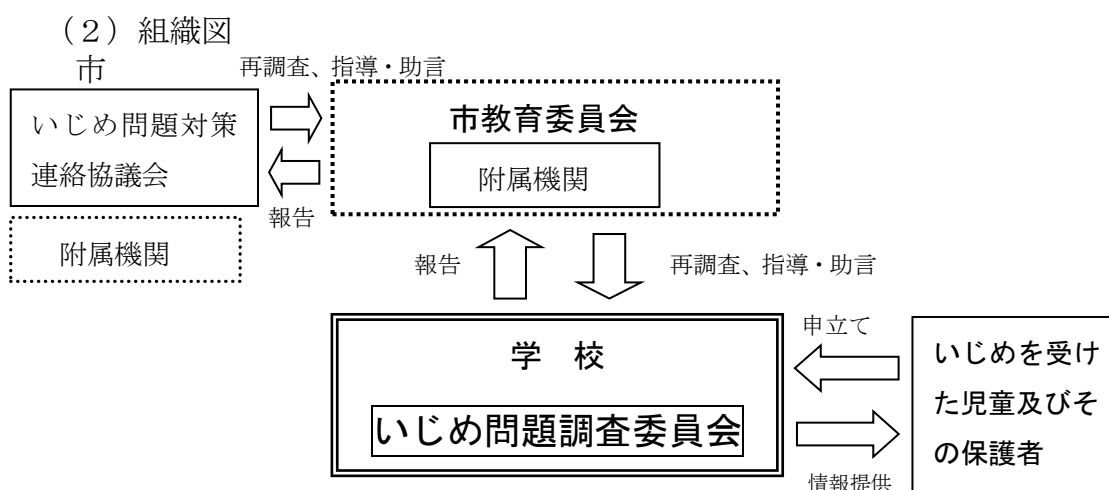 （２）組織図
市
再調査、指導・助言
いじめ問題対策
連絡協議会
市教育委員会
附属機関
報告
附属機関
報告
再調査、指導・助言
学　校
いじめ問題調査委員会
申立て
いじめを受け
た児童及びそ
の保護者
情報提供